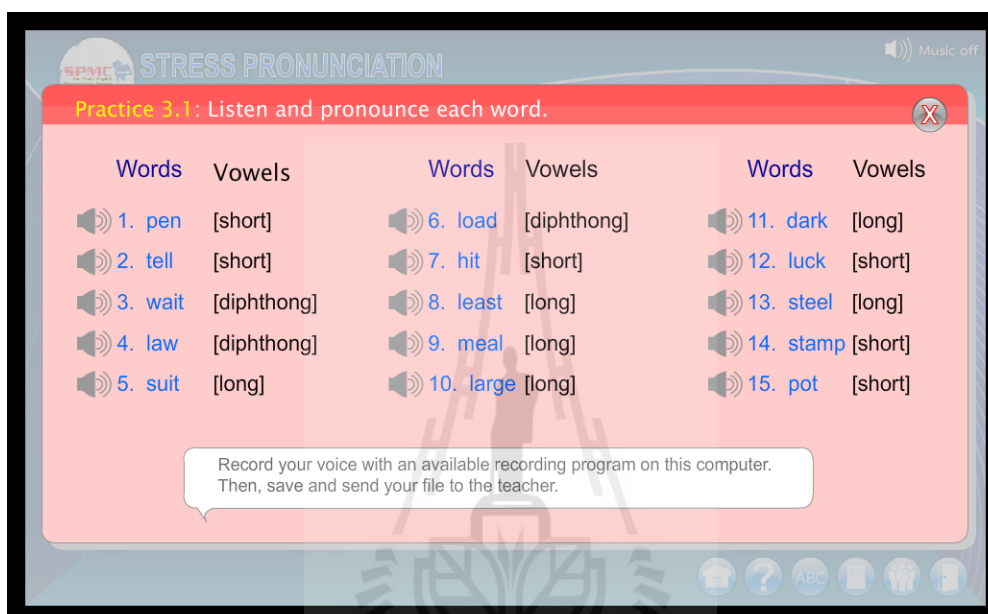 SPMC
STRESS PRONUNCIATION
Music off
Practice 3.1: Listen and pronounce each word.
X
Words Vowels
1. pen [short]
2. tell [short]
3. wait [diphthong]
4. law [diphthong]
5. suit [long]
Words Vowels
6. load [diphthong]
7. hit [short]
8. least [long]
9. meal [long]
10. large [long]
Words Vowels
11. dark [long]
12. luck [short]
13. steel [long]
14. stamp [short]
15. pot [short]
Record your voice with an available recording program on this computer.
Then, save and send your file to the teacher.
? ABC